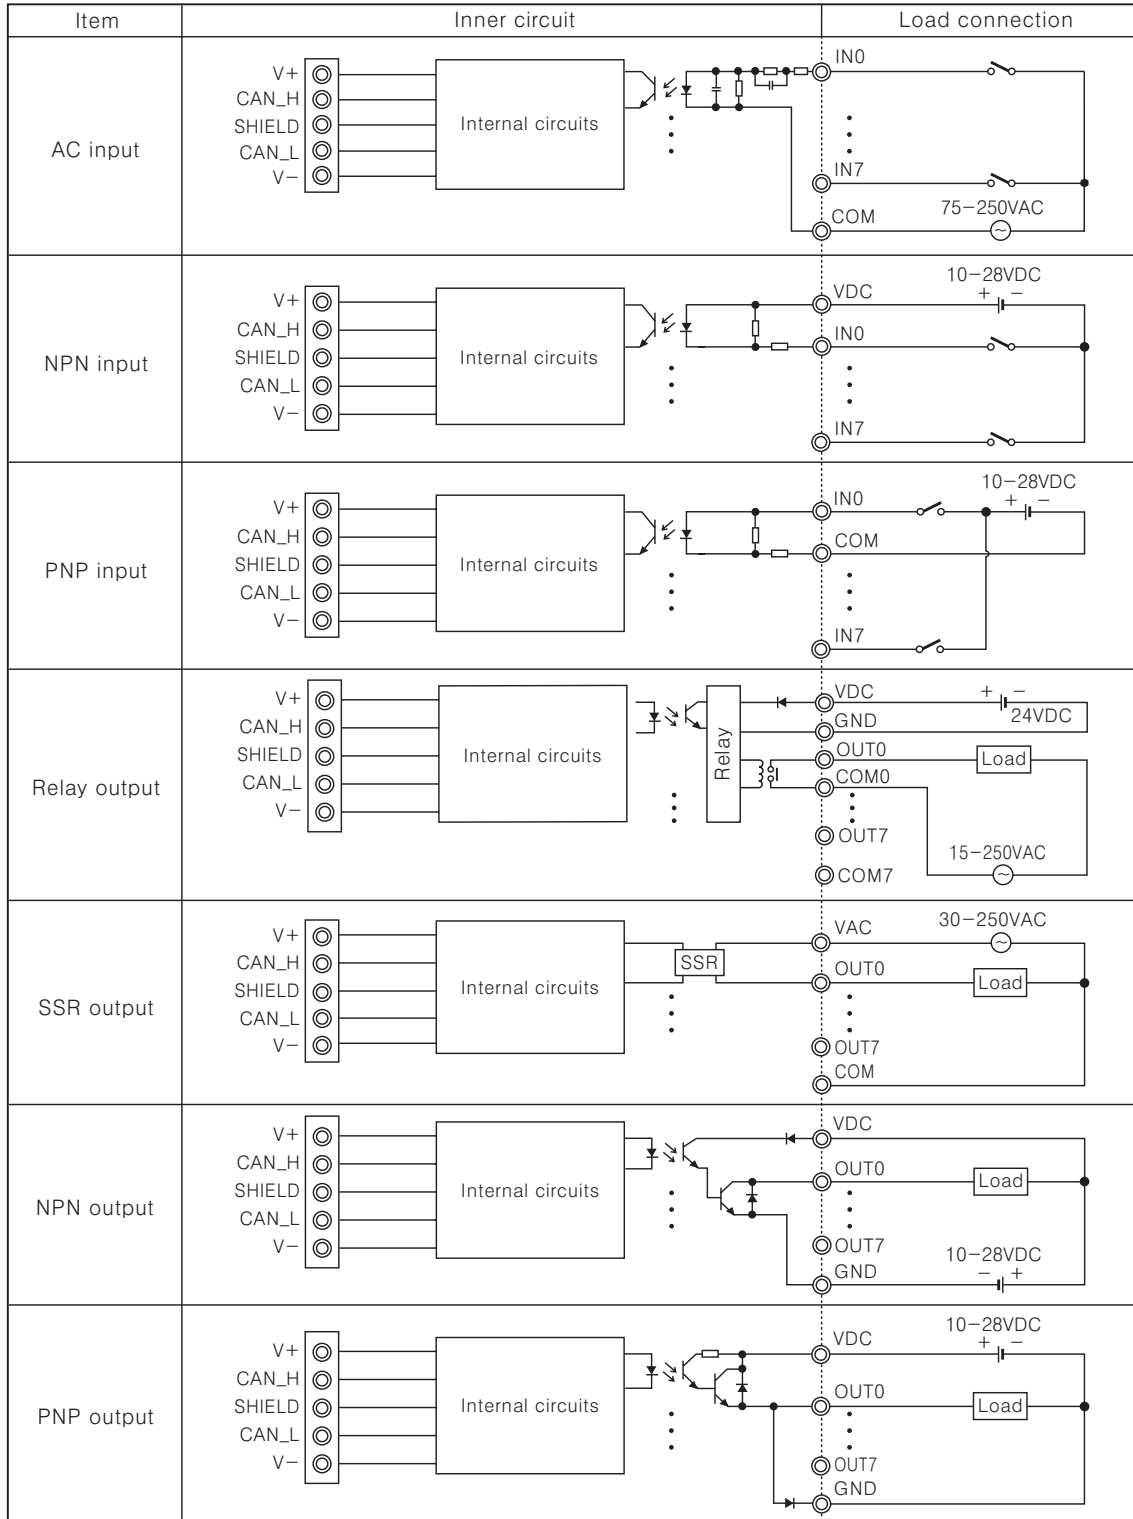 Item Inner circuit Load connection
AC input
V+
CAN_H
SHIELD
CAN_L
V−
Internal circuits
IN0
IN7
COM
75−250VAC
~
NPN input
V+
CAN_H
SHIELD
CAN_L
V−
Internal circuits
VDC
IN0
IN7
10−28VDC
+ −
PNP input
V+
CAN_H
SHIELD
CAN_L
V−
Internal circuits
IN0
COM
IN7
10−28VDC
+ −
Relay output
V+
CAN_H
SHIELD
CAN_L
V−
Internal circuits
Relay
VDC
GND
OUT0
COM0
OUT7
COM7
+ −
24VDC
Load
15−250VAC
~
SSR output
V+
CAN_H
SHIELD
CAN_L
V−
Internal circuits
SSR
VAC
OUT0
OUT7
COM
30−250VAC
~
Load
NPN output
V+
CAN_H
SHIELD
CAN_L
V−
Internal circuits
VDC
OUT0
OUT7
GND
Load
10−28VDC
− +
PNP output
V+
CAN_H
SHIELD
CAN_L
V−
Internal circuits
VDC
OUT0
OUT7
GND
10−28VDC
+ −
Load